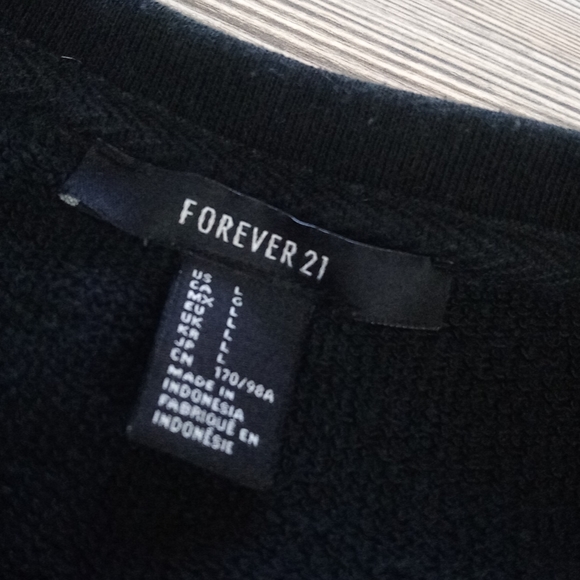 FOREVER 21
US L
CA G
MX L
EU L
UK L
KR L
JP L
CN 170/98A
MADE IN
INDONESIA
FABRIQUÉ EN
INDONÉSIE